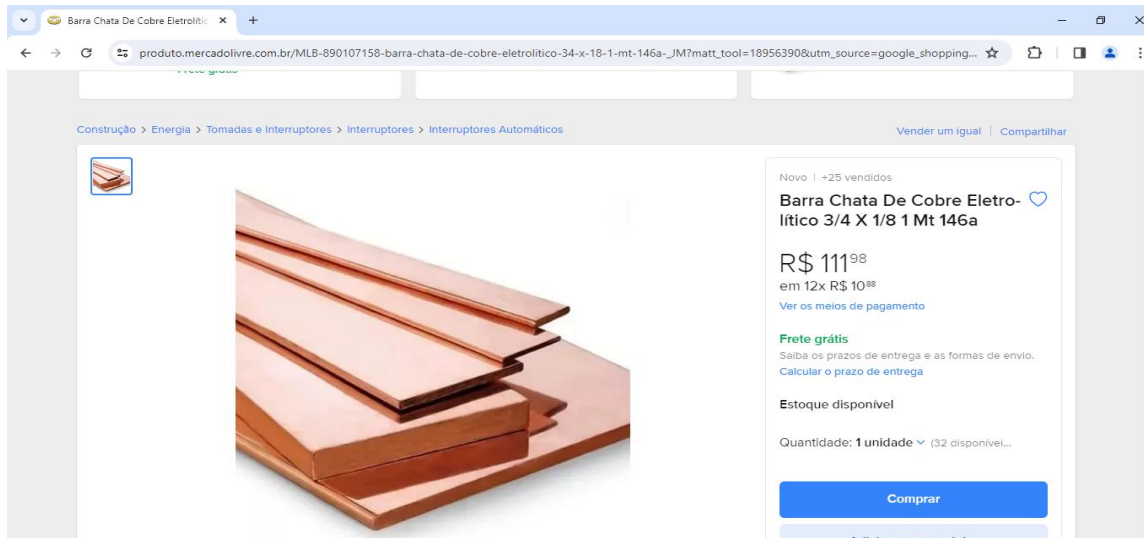 Barra Chata De Cobre Eletrolític
produto.mercadolivre.com.br/MLB-890107158-barra-chata-de-cobre-eletrolitico-34-x-18-1-mt-146a-_JM?matt_tool=18956390&utm_source=google_shopping...
Frete grátis
Construção > Energia > Tomadas e Interruptores > Interruptores > Interruptores Automáticos
Vender um igual | Compartilhar
Novo | +25 vendidos
Barra Chata De Cobre Eletro-
lítico 3/4 X 1/8 1 Mt 146a
R$ 111 98
em 12x R$ 10 88
Ver os meios de pagamento
Frete grátis
Saiba os prazos de entrega e as formas de envio.
Calcular o prazo de entrega
Estoque disponível
Quantidade: 1 unidade (32 disponívei...
Comprar